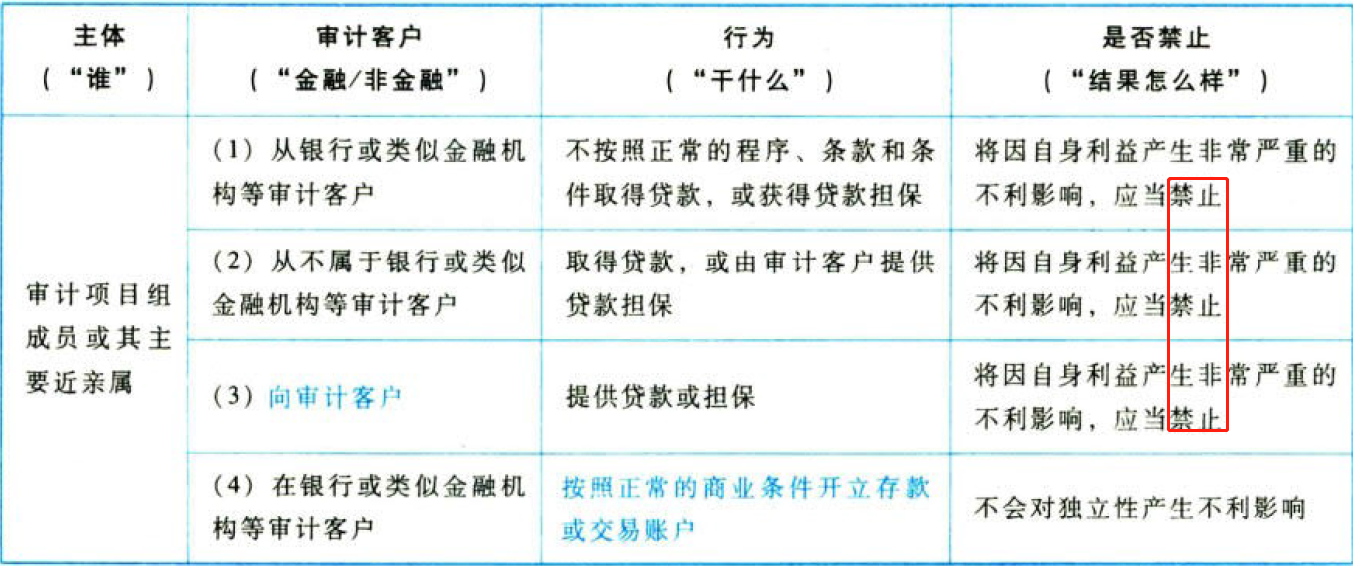 主体
（“谁”）
审计客户
（“金融/非金融”）
行为
（“干什么”）
是否禁止
（“结果怎么样”）
审计项目组
成员或其主
要近亲属
（1）从银行或类似金融机
构等审计客户
不按照正常的程序、条款和条
件取得贷款，或获得贷款担保
将因自身利益产生非常严重的
不利影响，应当禁止
（2）从不属于银行或类似
金融机构等审计客户
取得贷款，或由审计客户提供
贷款担保
将因自身利益产生非常严重的
不利影响，应当禁止
（3）向审计客户
提供贷款或担保
将因自身利益产生非常严重的
不利影响，应当禁止
（4）在银行或类似金融机
构等审计客户
按照正常的商业条件开立存款
或交易账户
不会对独立性产生不利影响